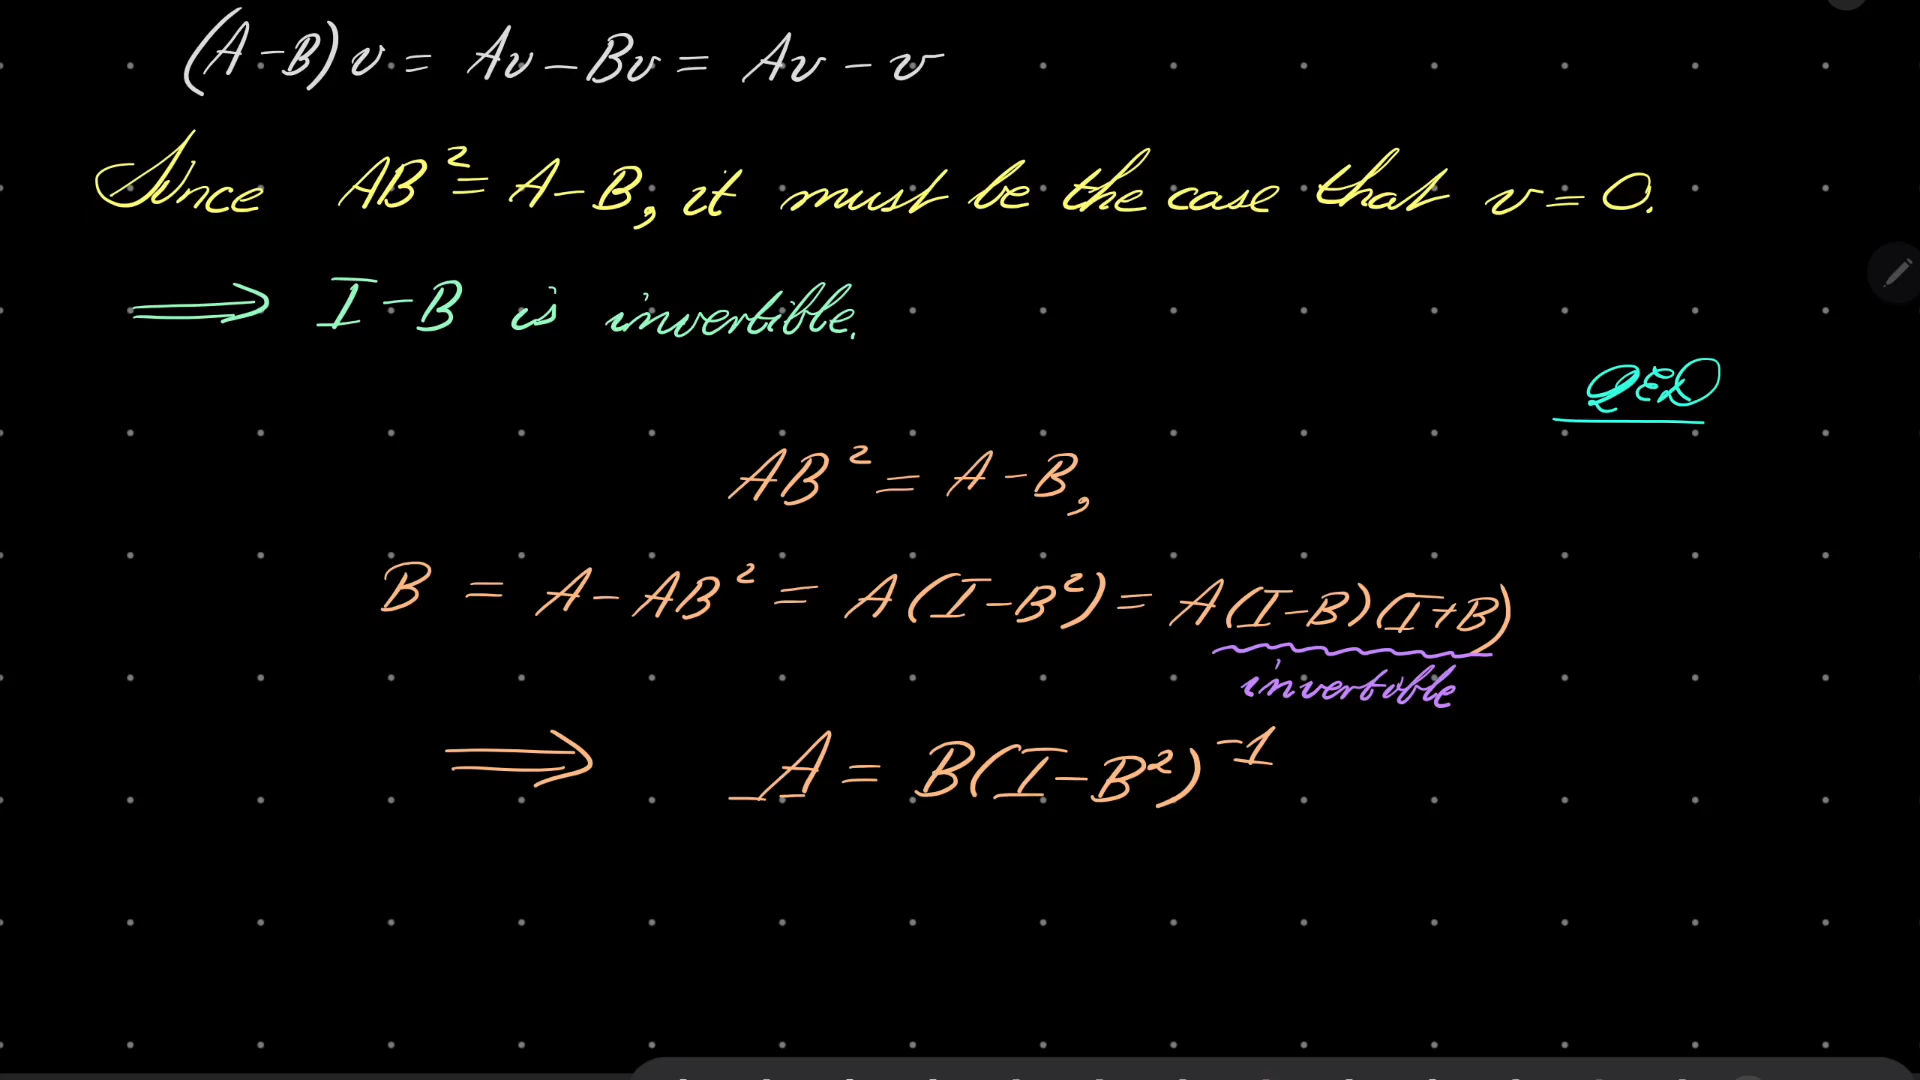 (A-B)v = Av-Bv = Av-v
Since AB² = A-B, it must be the case that v=0.
⟹ I-B is invertible.
QED
AB² = A-B,
B = A-AB² = A(I-B²) = A(I-B)(I+B)
invertible
⟹ A = B(I-B²)⁻¹